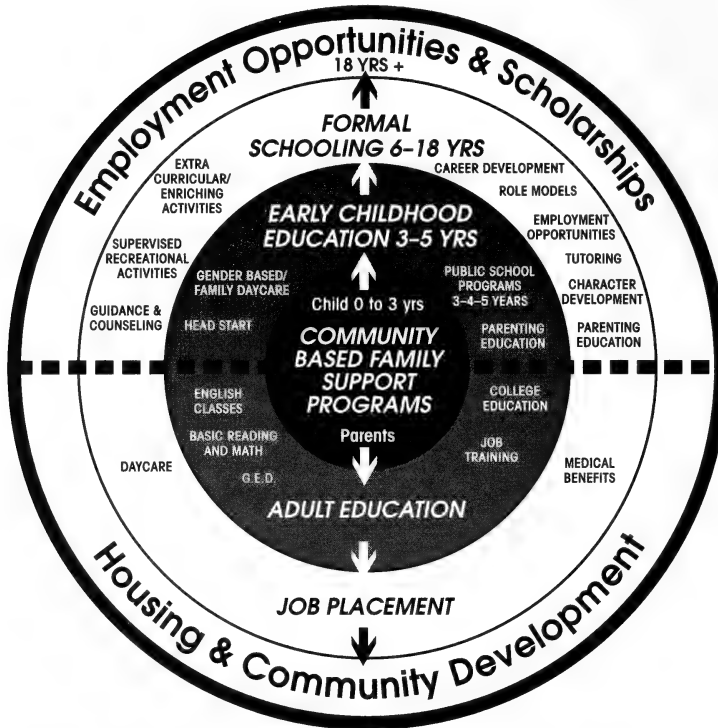 Employment Opportunities & Scholarships
18 YRS +
FORMAL
SCHOOLING 6–18 YRS
EXTRA
CURRICULAR/
ENRICHING
ACTIVITIES
SUPERVISED
RECREATIONAL
ACTIVITIES
GUIDANCE &
COUNSELING
CAREER DEVELOPMENT
ROLE MODELS
EMPLOYMENT
OPPORTUNITIES
TUTORING
CHARACTER
DEVELOPMENT
PARENTING
EDUCATION
EARLY CHILDHOOD
EDUCATION 3–5 YRS
GENDER BASED/
FAMILY DAYCARE
HEAD START
PUBLIC SCHOOL
PROGRAMS
3–4–5 YEARS
PARENTING
EDUCATION
Child 0 to 3 yrs
COMMUNITY
BASED FAMILY
SUPPORT
PROGRAMS
Parents
ENGLISH
CLASSES
BASIC READING
AND MATH
G.E.D.
COLLEGE
EDUCATION
JOB
TRAINING
ADULT EDUCATION
DAYCARE
MEDICAL
BENEFITS
JOB PLACEMENT
Housing & Community Development